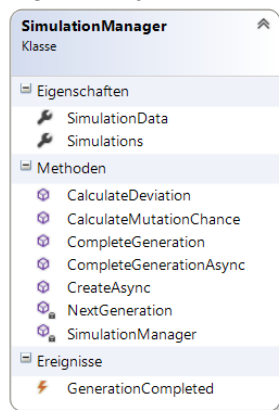 SimulationManager
Klasse
Eigenschaften
SimulationData
Simulations
Methoden
CalculateDeviation
CalculateMutationChance
CompleteGeneration
CompleteGenerationAsync
CreateAsync
NextGeneration
SimulationManager
Ereignisse
GenerationCompleted